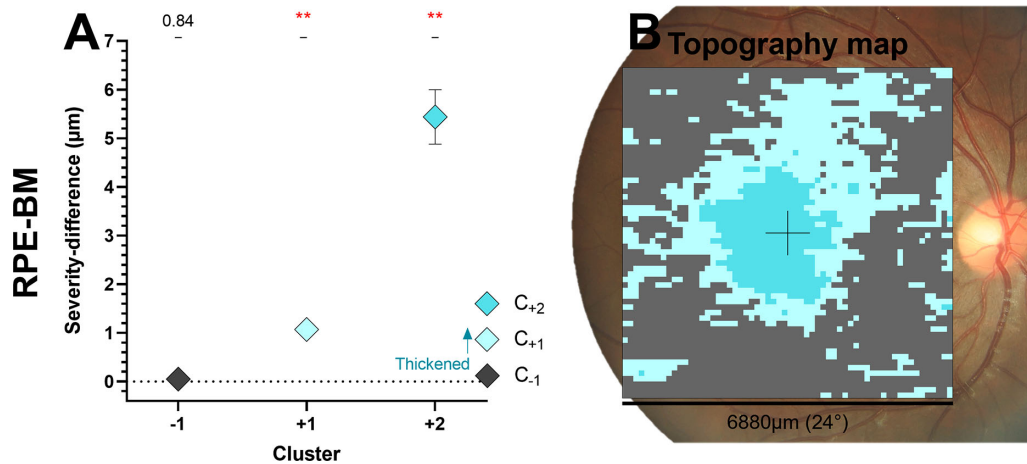 A
0.84
**
**
RPE-BM
Severity-difference (µm)
7
6
5
4
3
2
1
0
-1
+1
+2
Cluster
C+2
C+1
C-1
Thickened
B
Topography map
6880µm (24°)